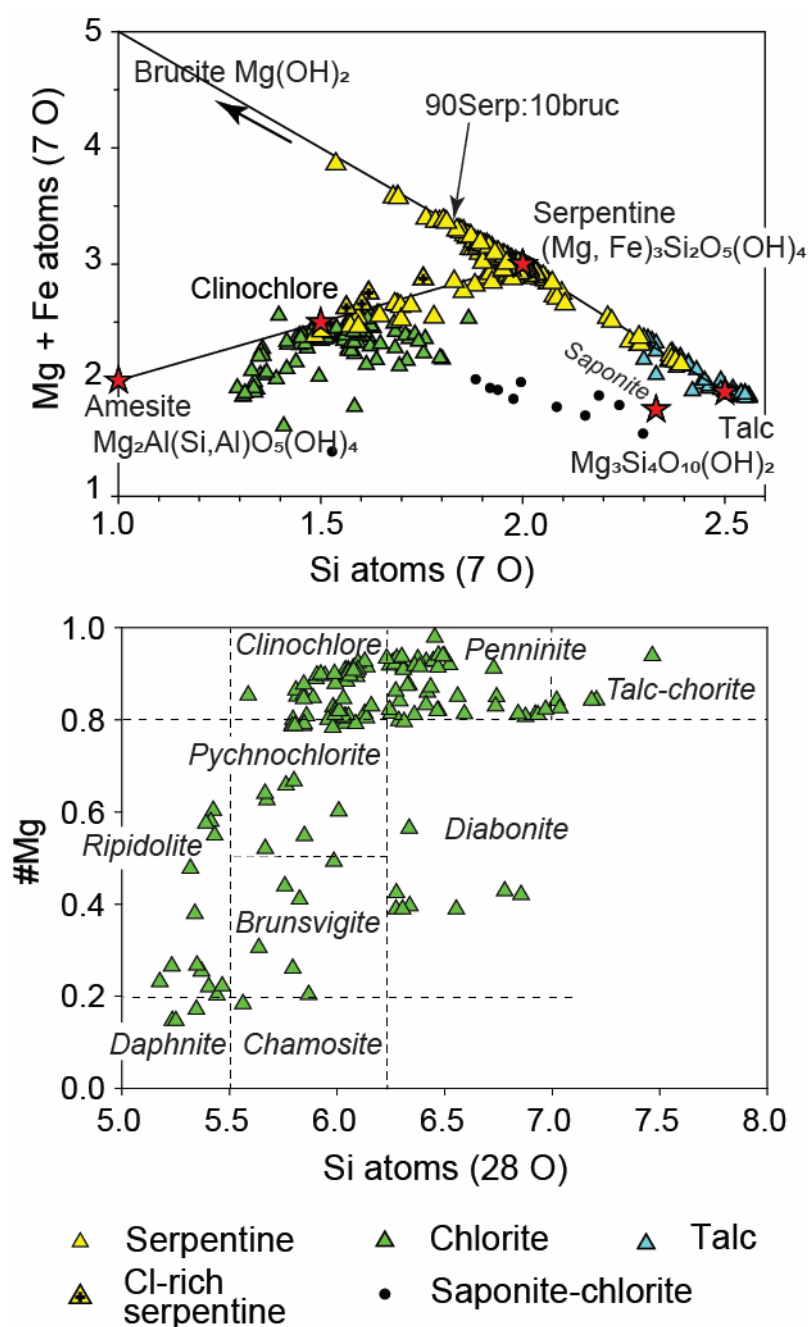 5
Brucite Mg(OH)₂
90Serp:10bruc
4
Serpentine
(Mg, Fe)₃Si₂O₅(OH)₄
3
Clinochlore
2
Saponite
Amesite
Talc
Mg₂Al(Si,Al)O₅(OH)₄
Mg₃Si₄O₁₀(OH)₂
1
1.0 1.5 2.0 2.5
Mg + Fe atoms (7 O)
Si atoms (7 O)
1.0
Clinochlore
Penninite
Talc-chorite
0.8
Pychnochlorite
0.6
Ripidolite
Diabonite
#Mg
0.4
Brunsvigite
0.2
Daphnite
Chamosite
0.0
5.0 5.5 6.0 6.5 7.0 7.5 8.0
Si atoms (28 O)
Serpentine Chlorite Talc
Cl-rich
serpentine
Saponite-chlorite